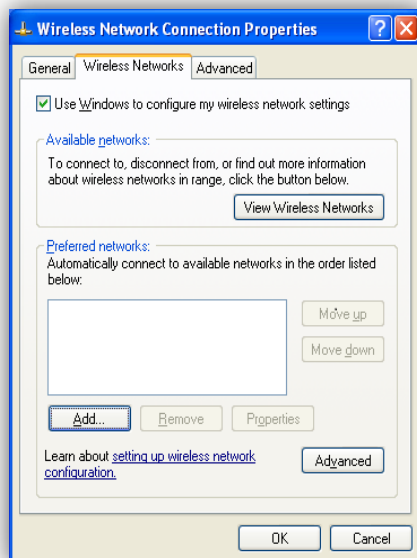 Wireless Network Connection Properties
General Wireless Networks Advanced
Use Windows to configure my wireless network settings
Available networks:
To connect to, disconnect from, or find out more information
about wireless networks in range, click the button below.
View Wireless Networks
Preferred networks:
Automatically connect to available networks in the order listed
below:
Move up
Move down
Add... Remove Properties
Learn about setting up wireless network
configuration.
Advanced
OK Cancel